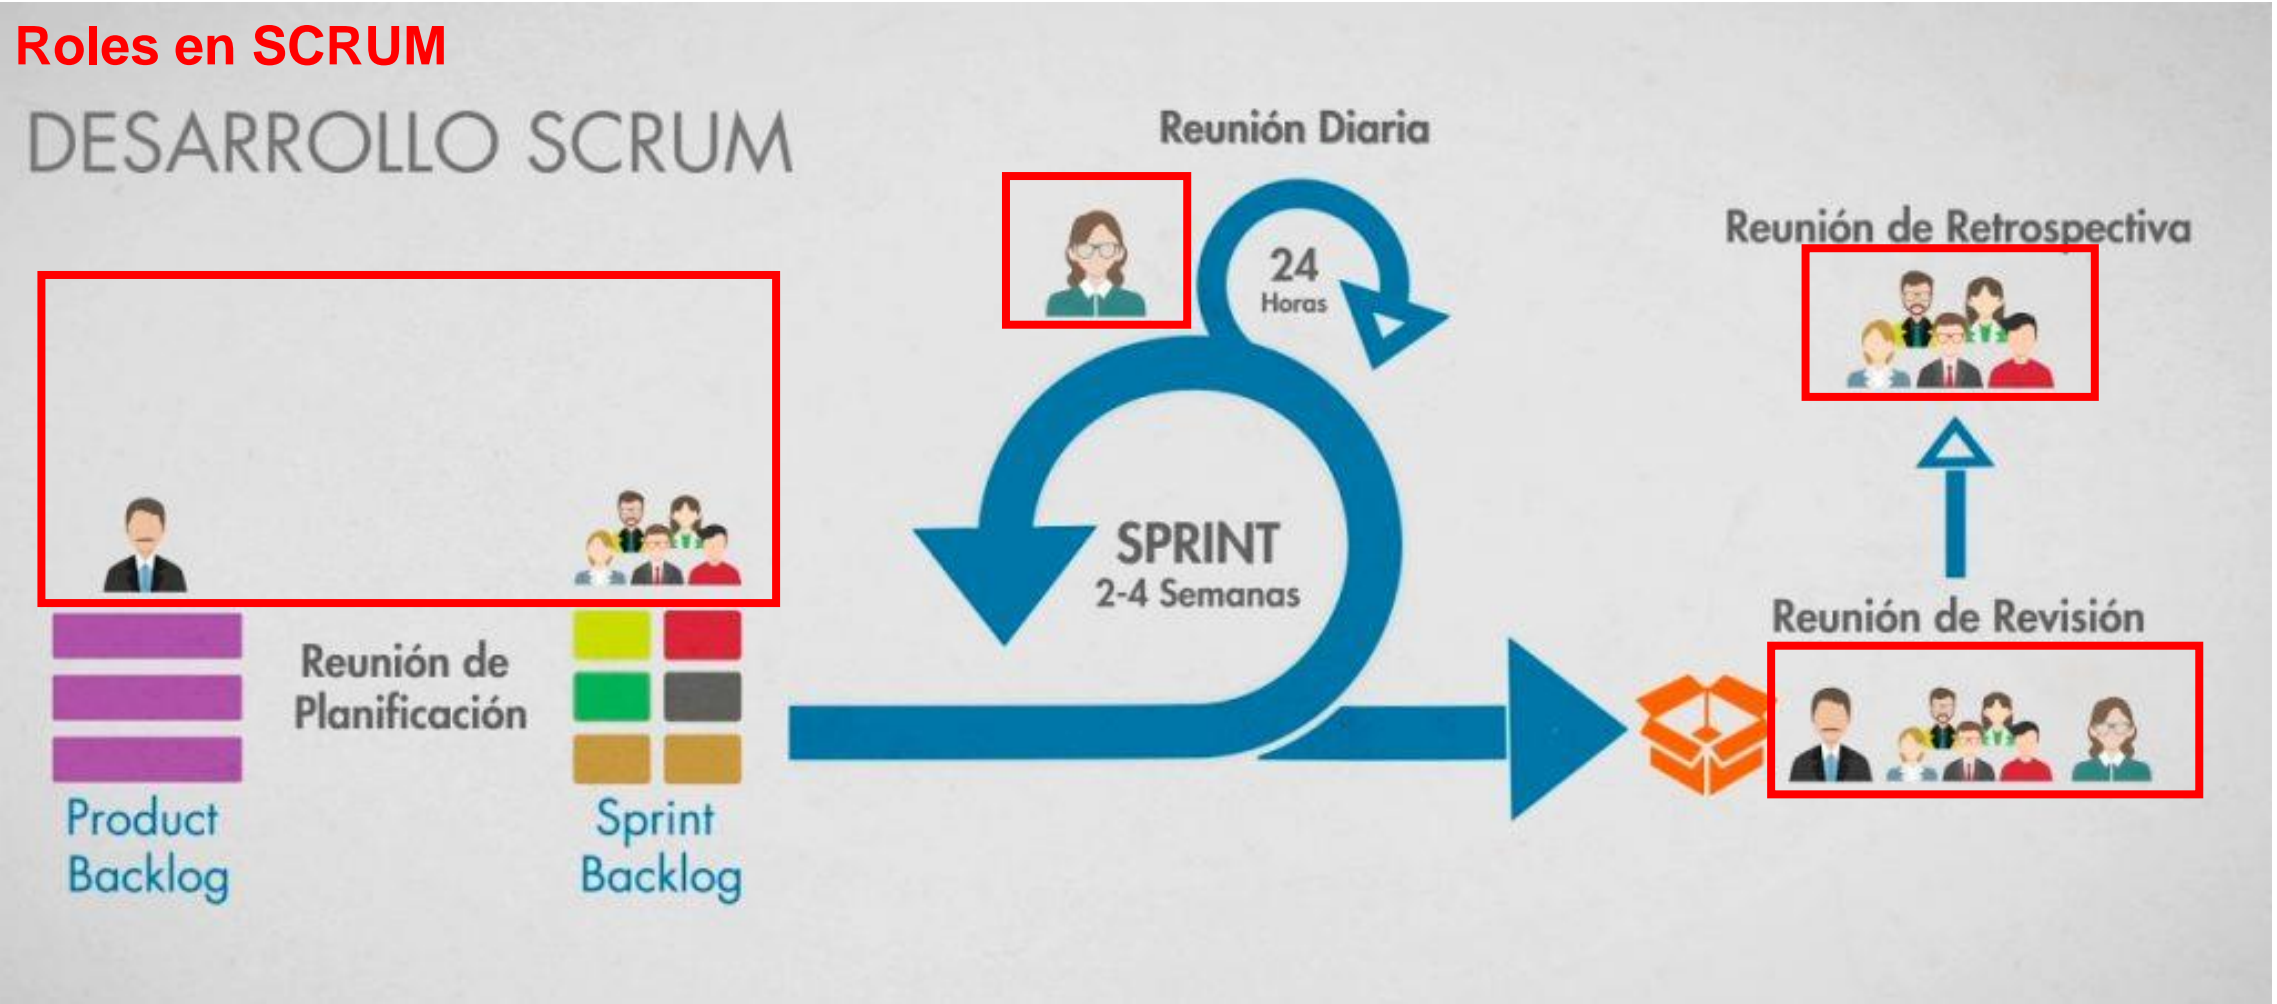 Roles en SCRUM
DESARROLLO SCRUM
Reunión Diaria
24
Horas
Reunión de Retrospectiva
SPRINT
2-4 Semanas
Reunión de Revisión
Reunión de
Planificación
Product
Backlog
Sprint
Backlog